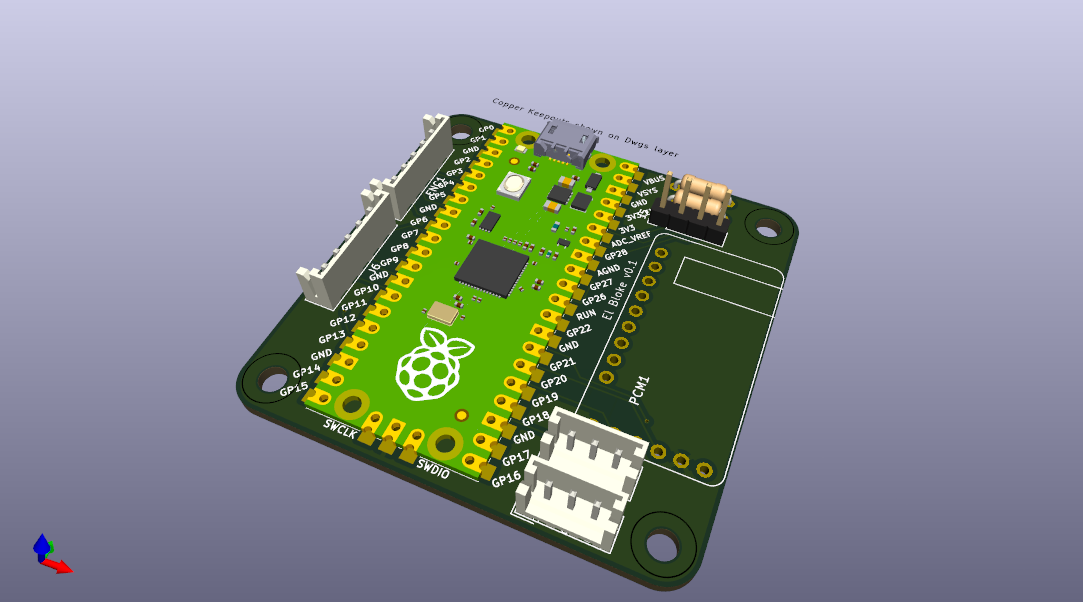 Copper Keepouts shown on Dwgs layer
GP0
GP1
GND
GP2
GP3
GP4
GP5
GND
GP6
GP7
GP8
GP9
GND
GP10
GP11
GP12
GP13
GND
GP14
GP15
ENC1
SWCLK
SWDIO
VBUS
VSYS
GND
3V3
ADC_VREF
GP28
AGND
GP27
GP26
RUN
GP22
GND
GP21
GP20
GP19
GP18
GND
GP17
GP16
El Bloke v0.1
PCM1